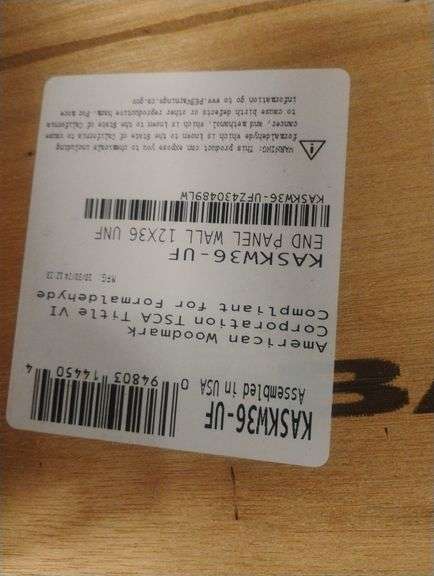 KASKW36-UF
Assembled in USA
0 94803 14450 4
American Woodmark
Corporation TSCA Title VI
Compliant for Formaldehyde
KASKW36-UF
END PANEL WALL 12X36 UNF
KASKW36-UFZ430489LW
WARNING: This product can expose you to chemicals including
formaldehyde which is known to the State of California to cause
cancer, and methanol, which is known to the State of California
to cause birth defects or other reproductive harm. For more
information go to www.P65Warnings.ca.gov